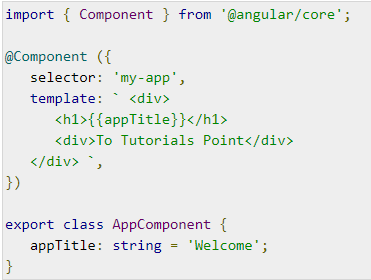 import { Component } from '@angular/core';

@Component ({
   selector: 'my-app',
   template: ` <div>
      <h1>{{appTitle}}</h1>
      <div>To Tutorials Point</div>
   </div> `,
})

export class AppComponent {
   appTitle: string = 'Welcome';
}